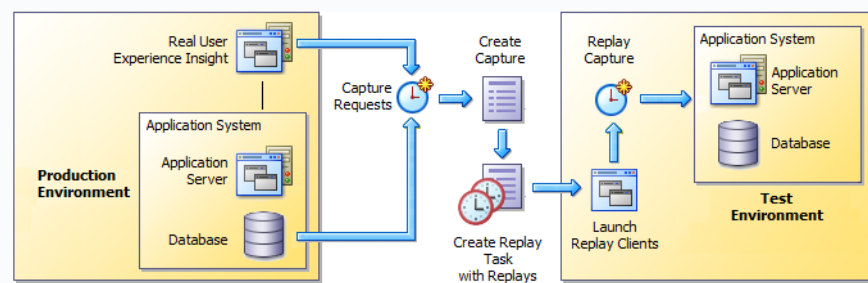 Real User
Experience Insight
Application System
Application
Server
Database
Production
Environment
Capture
Requests
Create
Capture
Create Replay
Task
with Replays
Replay
Capture
Launch
Replay Clients
Application System
Application
Server
Database
Test
Environment